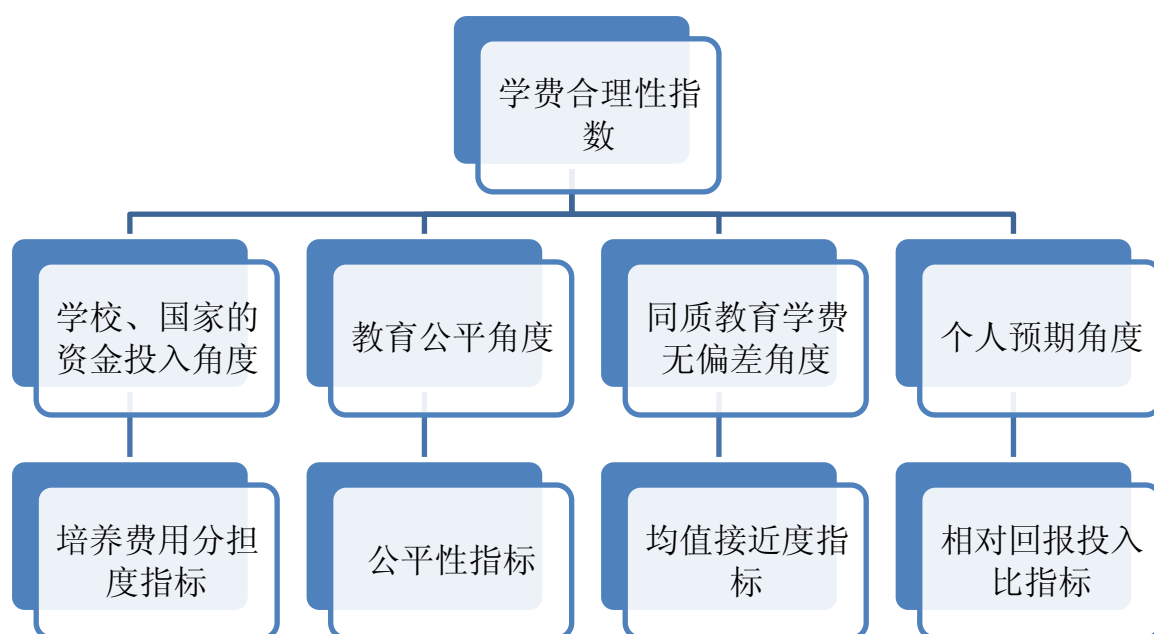 学费合理性指
数
学校、国家的
资金投入角度
教育公平角度
同质教育学费
无偏差角度
个人预期角度
培养费用分担
度指标
公平性指标
均值接近度指
标
相对回报投入
比指标